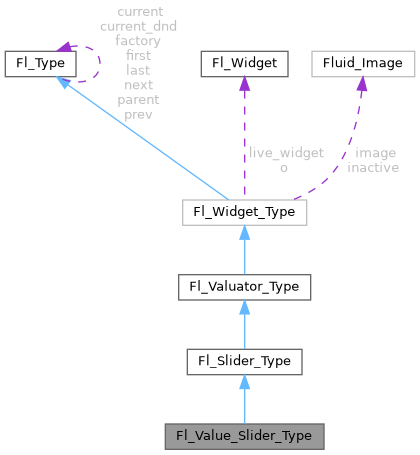 current
current_dnd
factory
first
last
next
parent
prev
Fl_Type
Fl_Widget
Fluid_Image
live_widget
o
image
inactive
Fl_Widget_Type
Fl_Valuator_Type
Fl_Slider_Type
Fl_Value_Slider_Type